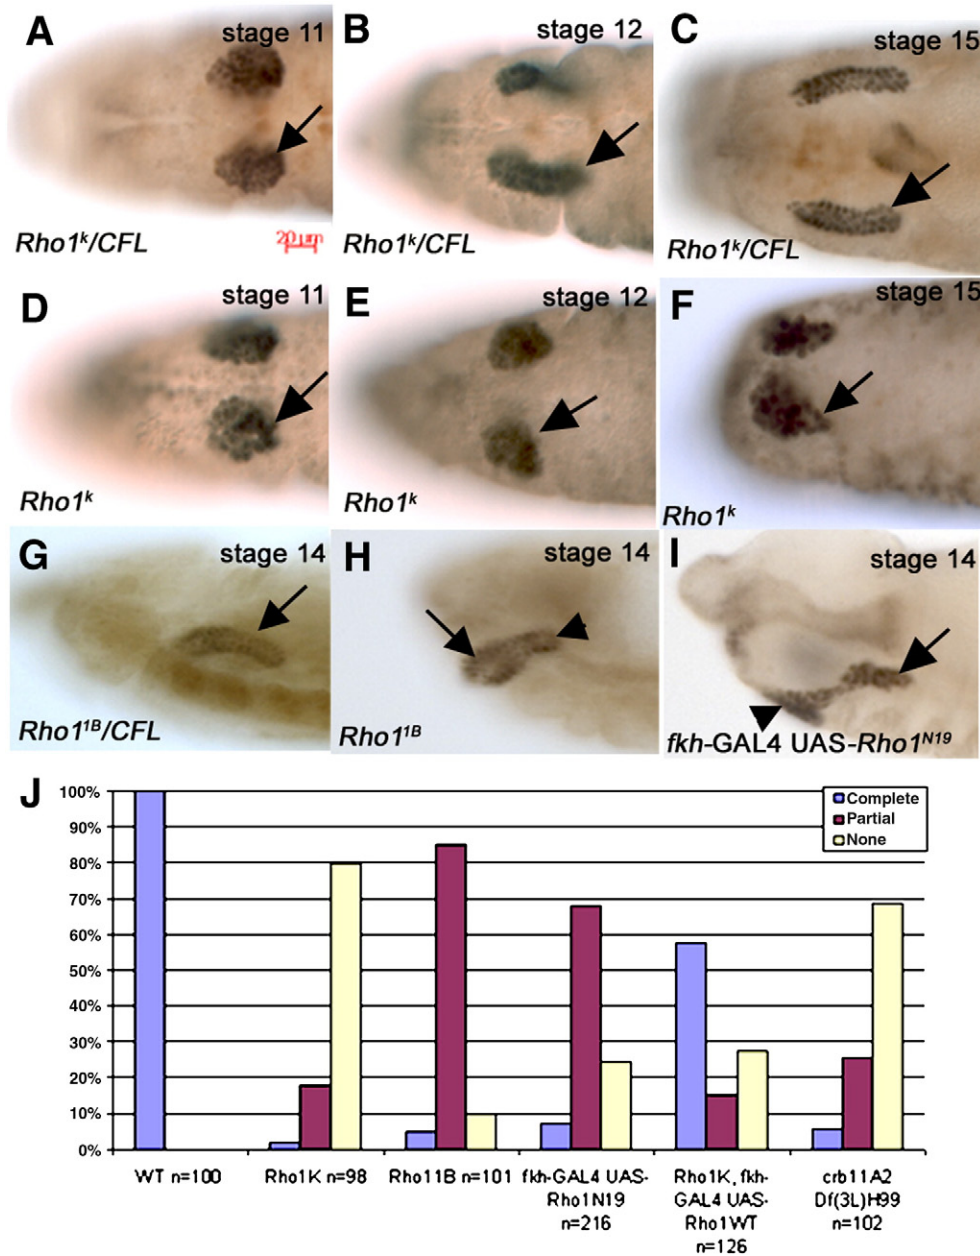 A
stage 11
Rho1ᵏ/CFL
20 µm
B
stage 12
Rho1ᵏ/CFL
C
stage 15
Rho1ᵏ/CFL
D
stage 11
Rho1ᵏ
E
stage 12
Rho1ᵏ
F
stage 15
Rho1ᵏ
G
stage 14
Rho1¹ᴮ/CFL
H
stage 14
Rho1¹ᴮ
I
stage 14
fkh-GAL4 UAS-Rho1ᴺ¹⁹
J
100%
90%
80%
70%
60%
50%
40%
30%
20%
10%
0%
Complete
Partial
None
WT n=100
Rho1K n=98
Rho11B n=101
fkh-GAL4 UAS-
Rho1N19
n=216
Rho1K, fkh-
GAL4 UAS-
Rho1WT
n=126
crb11A2
Df(3L)H99
n=102